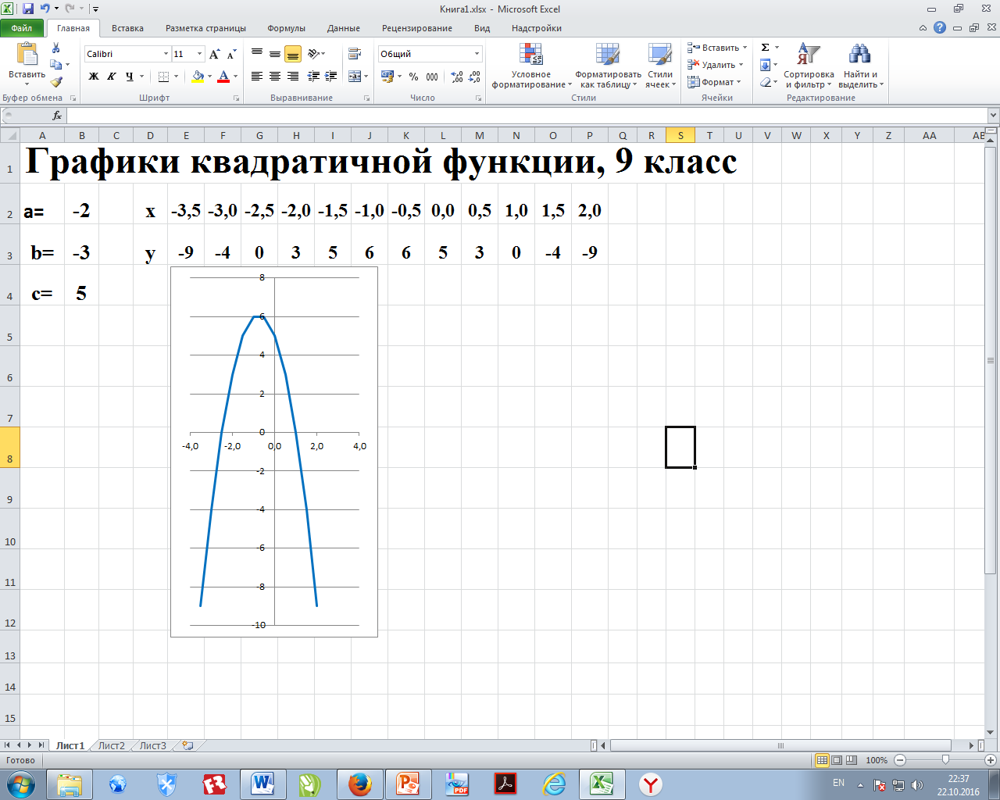 Книга1.xlsx - Microsoft Excel
Файл Главная Вставка Разметка страницы Формулы Данные Рецензирование Вид Надстройки
Вставить
Буфер обмена
Calibri 11
Ж К Ч
Шрифт
Выравнивание
Общий
% 000
Число
Условное форматирование
Форматировать как таблицу
Стили ячеек
Стили
Вставить
Удалить
Формат
Ячейки
Сортировка и фильтр
Найти и выделить
Редактирование
fx
A B C D E F G H I J K L M N O P Q R S T U V W X Y Z AA AB
1 Графики квадратичной функции, 9 класс
2 a= -2 x -3,5 -3,0 -2,5 -2,0 -1,5 -1,0 -0,5 0,0 0,5 1,0 1,5 2,0
3 b= -3 y -9 -4 0 3 5 6 6 5 3 0 -4 -9
4 c= 5
5
6
7
8
9
10
11
12
13
14
15
8
6
4
2
0
-4,0 -2,0 0,0 2,0 4,0
-2
-4
-6
-8
-10
Лист1 Лист2 Лист3
Готово 100%
EN 22:37
22.10.2016